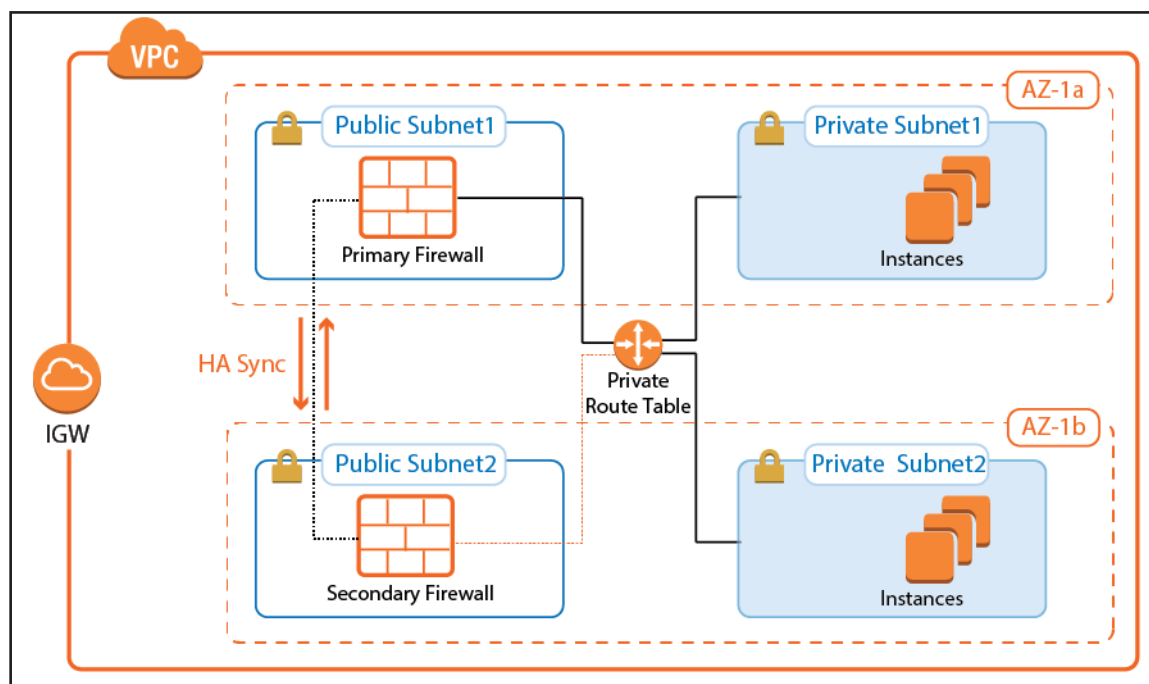 VPC
AZ-1a
Public Subnet1
Private Subnet1
Primary Firewall
Instances
HA Sync
Private
Route Table
IGW
AZ-1b
Public Subnet2
Private Subnet2
Secondary Firewall
Instances